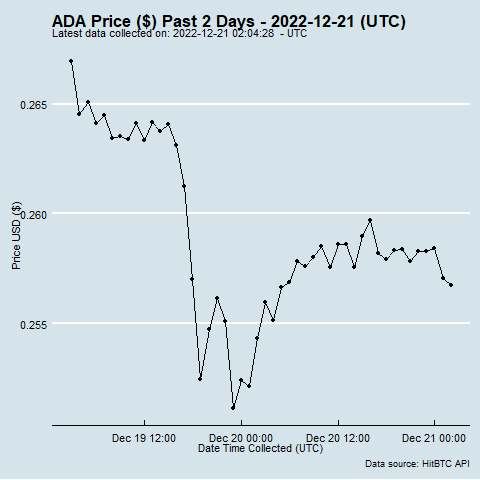 ADA Price ($) Past 2 Days - 2022-12-21 (UTC)
Latest data collected on: 2022-12-21 02:04:28  - UTC
0.265
0.260
0.255
Price USD ($)
Dec 19 12:00
Dec 20 00:00
Dec 20 12:00
Dec 21 00:00
Date Time Collected (UTC)
Data source: HitBTC API